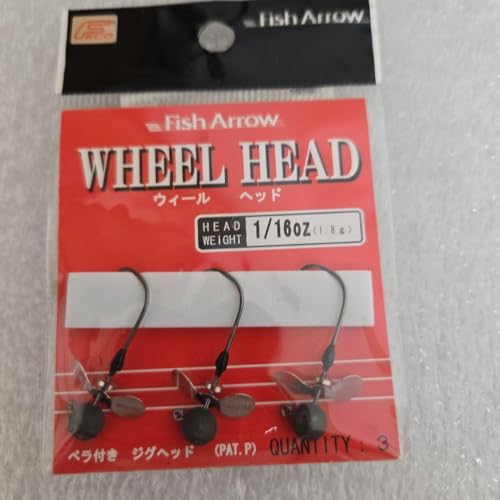 Fish Arrow
Fish Arrow
WHEEL HEAD
ウィール ヘッド
HEAD WEIGHT 1/16oz (1.8g)
ペラ付き ジグヘッド (PAT.P) QUANTITY : 3